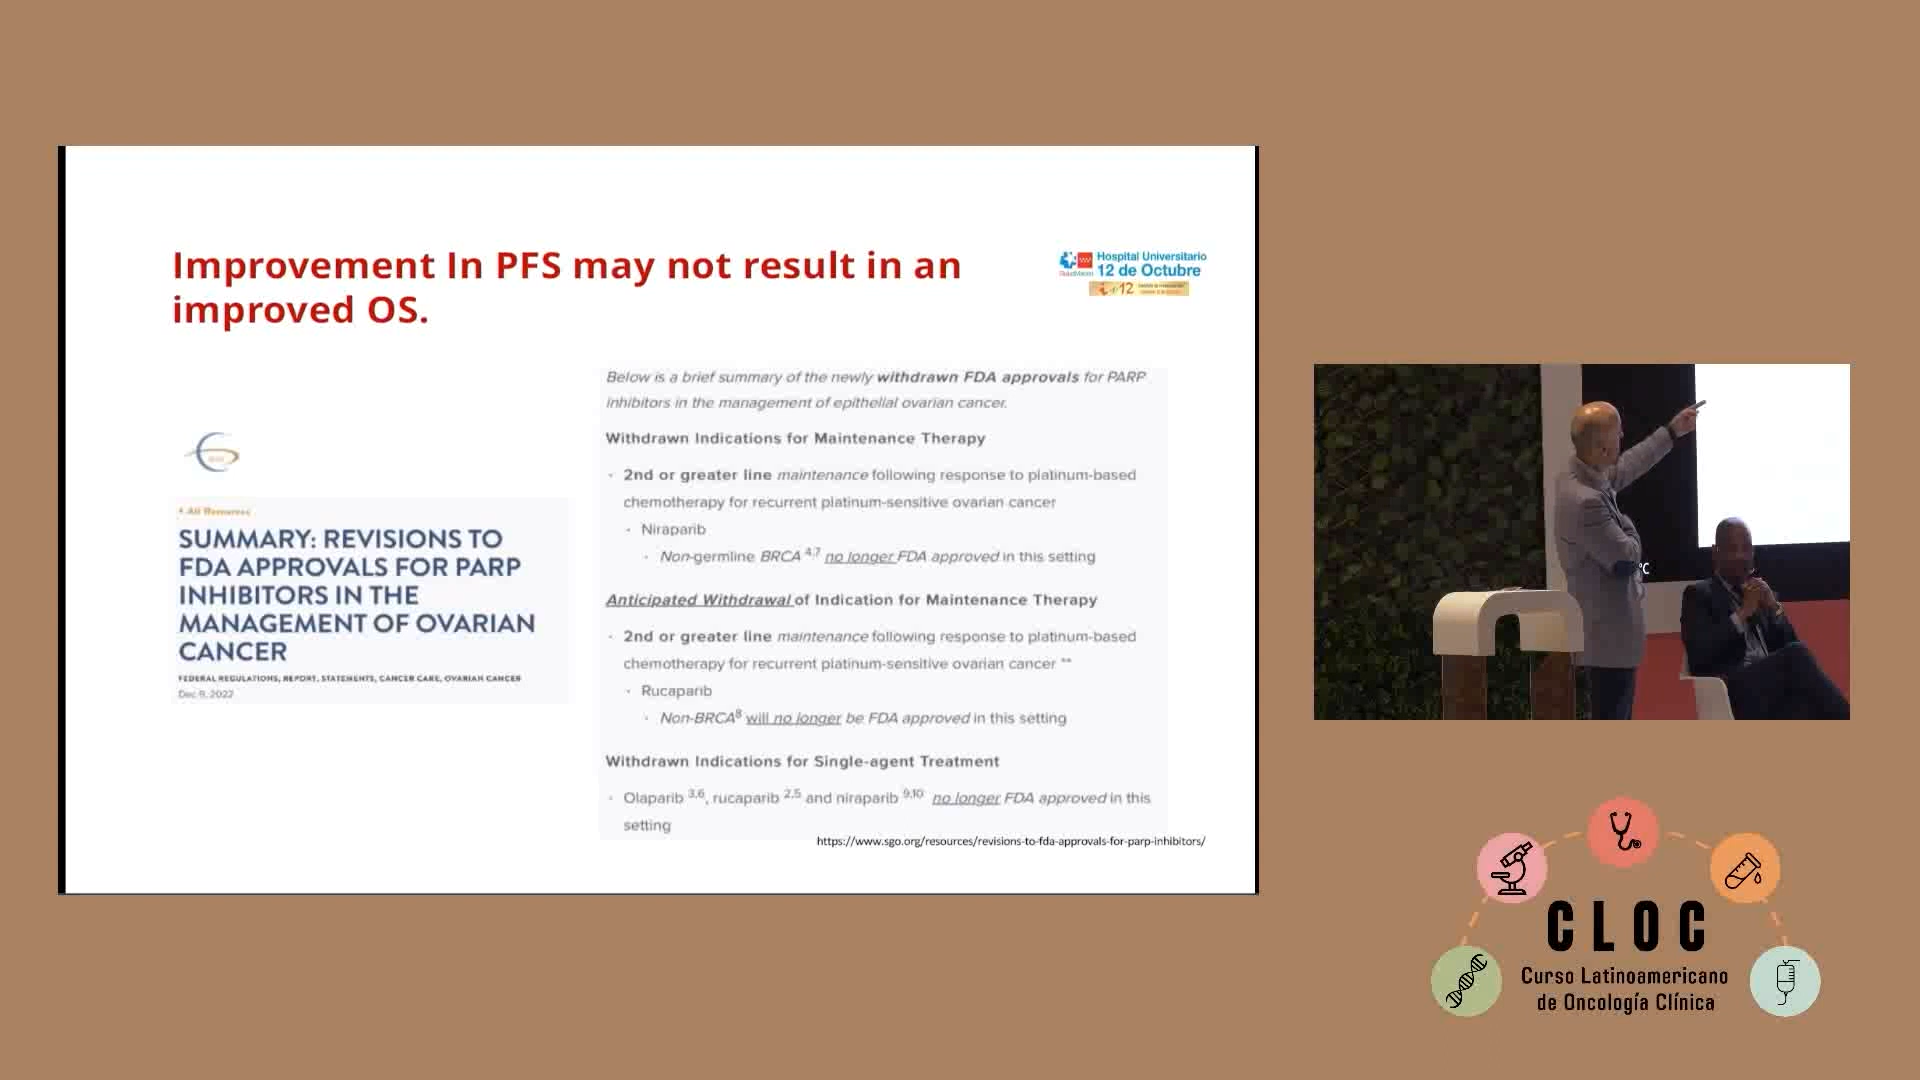 Improvement In PFS may not result in an
improved OS.
Hospital Universitario
12 de Octubre
i+12
Below is a brief summary of the newly withdrawn FDA approvals for PARP
inhibitors in the management of epithelial ovarian cancer.
Withdrawn Indications for Maintenance Therapy
· 2nd or greater line maintenance following response to platinum-based
chemotherapy for recurrent platinum-sensitive ovarian cancer
· Niraparib
· Non-germline BRCA 4,7 no longer FDA approved in this setting
Anticipated Withdrawal of Indication for Maintenance Therapy
· 2nd or greater line maintenance following response to platinum-based
chemotherapy for recurrent platinum-sensitive ovarian cancer **
· Rucaparib
· Non-BRCA8 will no longer be FDA approved in this setting
Withdrawn Indications for Single-agent Treatment
· Olaparib 3,6, rucaparib 2,5 and niraparib 9,10 no longer FDA approved in this
setting
https://www.sgo.org/resources/revisions-to-fda-approvals-for-parp-inhibitors/
All Resources
SUMMARY: REVISIONS TO
FDA APPROVALS FOR PARP
INHIBITORS IN THE
MANAGEMENT OF OVARIAN
CANCER
FEDERAL REGULATIONS, REPORT, STATEMENTS, CANCER CARE, OVARIAN CANCER
Dec 9, 2022
°C
CLOC
Curso Latinoamericano
de Oncología Clínica